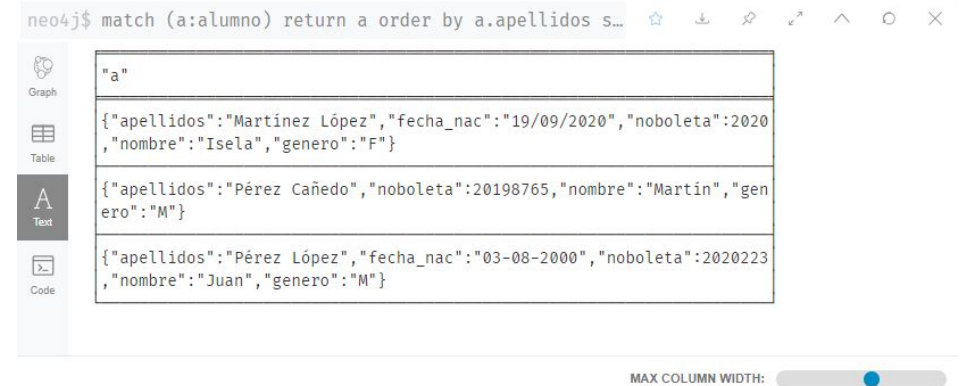 neo4j$ match (a:alumno) return a order by a.apellidos s…
Graph
"a"
{"apellidos":"Martínez López","fecha_nac":"19/09/2020","noboleta":2020
,"nombre":"Isela","genero":"F"}
Table
{"apellidos":"Pérez Cañedo","noboleta":20198765,"nombre":"Martín","gen
ero":"M"}
A
Text
{"apellidos":"Pérez López","fecha_nac":"03-08-2000","noboleta":2020223
,"nombre":"Juan","genero":"M"}
Code
MAX COLUMN WIDTH: